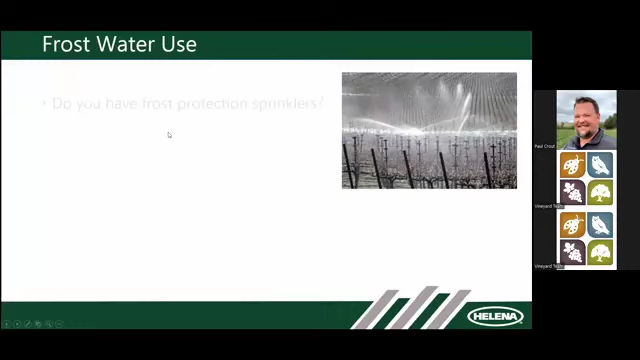 Frost Water Use
• Do you have frost protection sprinklers?
Paul Crout
Vineyard Team
Vineyard Team
HELENA